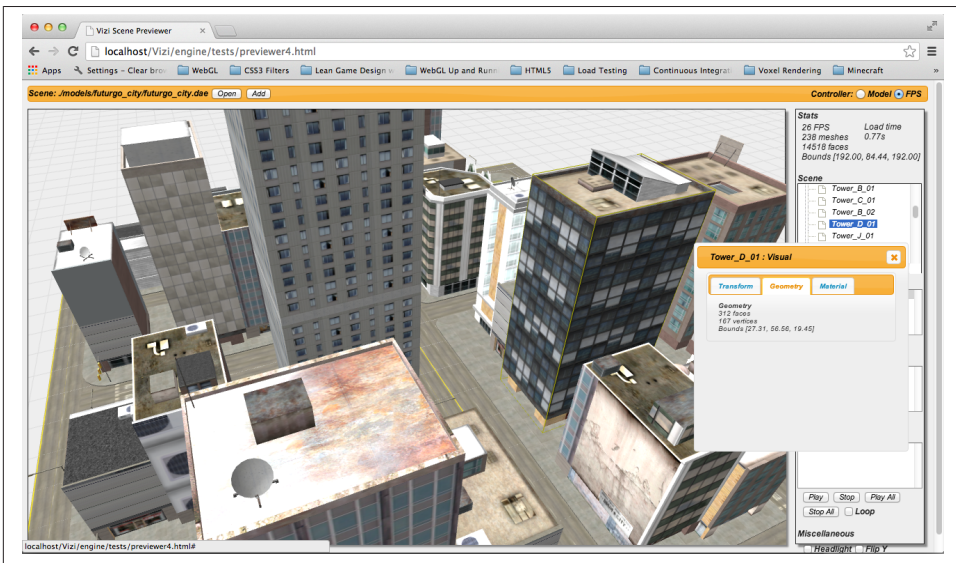 Vizi Scene Previewer
localhost/Vizi/engine/tests/previewer4.html
Apps Settings - Clear bro WebGL CSS3 Filters Lean Game Design w WebGL Up and Runn HTML5 Load Testing Continuous Integrati Voxel Rendering Minecraft »
Scene: ./models/futurgo_city/futurgo_city.dae Open Add
Controller: Model FPS
Stats
26 FPS Load time
238 meshes 0.77s
14518 faces
Bounds [192.00, 84.44, 192.00]
Scene
Tower_B_01
Tower_C_01
Tower_B_02
Tower_D_01
Tower_J_01
Tower_D_01 : Visual
Transform Geometry Material
Geometry
312 faces
167 vertices
Bounds [27.31, 56.56, 19.45]
Play Stop Play All
Stop All Loop
Miscellaneous
Headlight Flip Y
localhost/Vizi/engine/tests/previewer4.html#